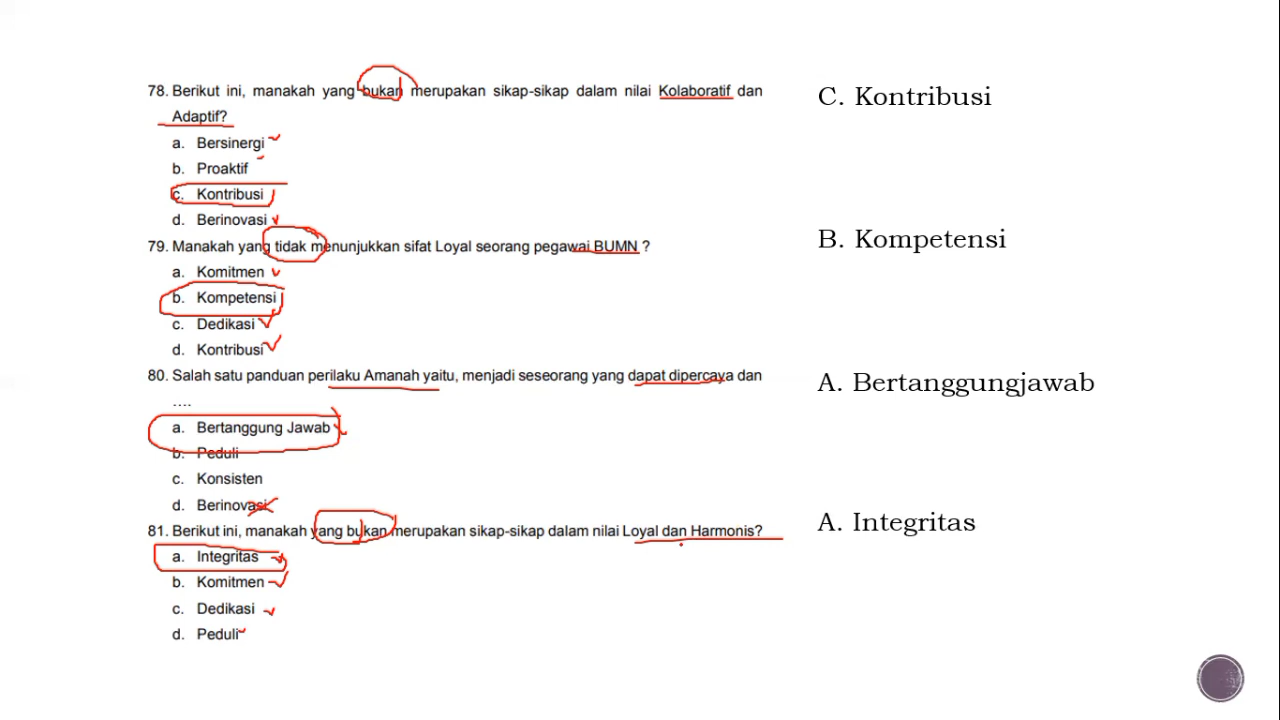 78. Berikut ini, manakah yang bukan merupakan sikap-sikap dalam nilai Kolaboratif dan
Adaptif?
a. Bersinergi
b. Proaktif
c. Kontribusi
d. Berinovasi
79. Manakah yang tidak menunjukkan sifat Loyal seorang pegawai BUMN ?
a. Komitmen
b. Kompetensi
c. Dedikasi
d. Kontribusi
80. Salah satu panduan perilaku Amanah yaitu, menjadi seseorang yang dapat dipercaya dan
....
a. Bertanggung Jawab
b. Peduli
c. Konsisten
d. Berinovasi
81. Berikut ini, manakah yang bukan merupakan sikap-sikap dalam nilai Loyal dan Harmonis?
a. Integritas
b. Komitmen
c. Dedikasi
d. Peduli
C. Kontribusi
B. Kompetensi
A. Bertanggungjawab
A. Integritas